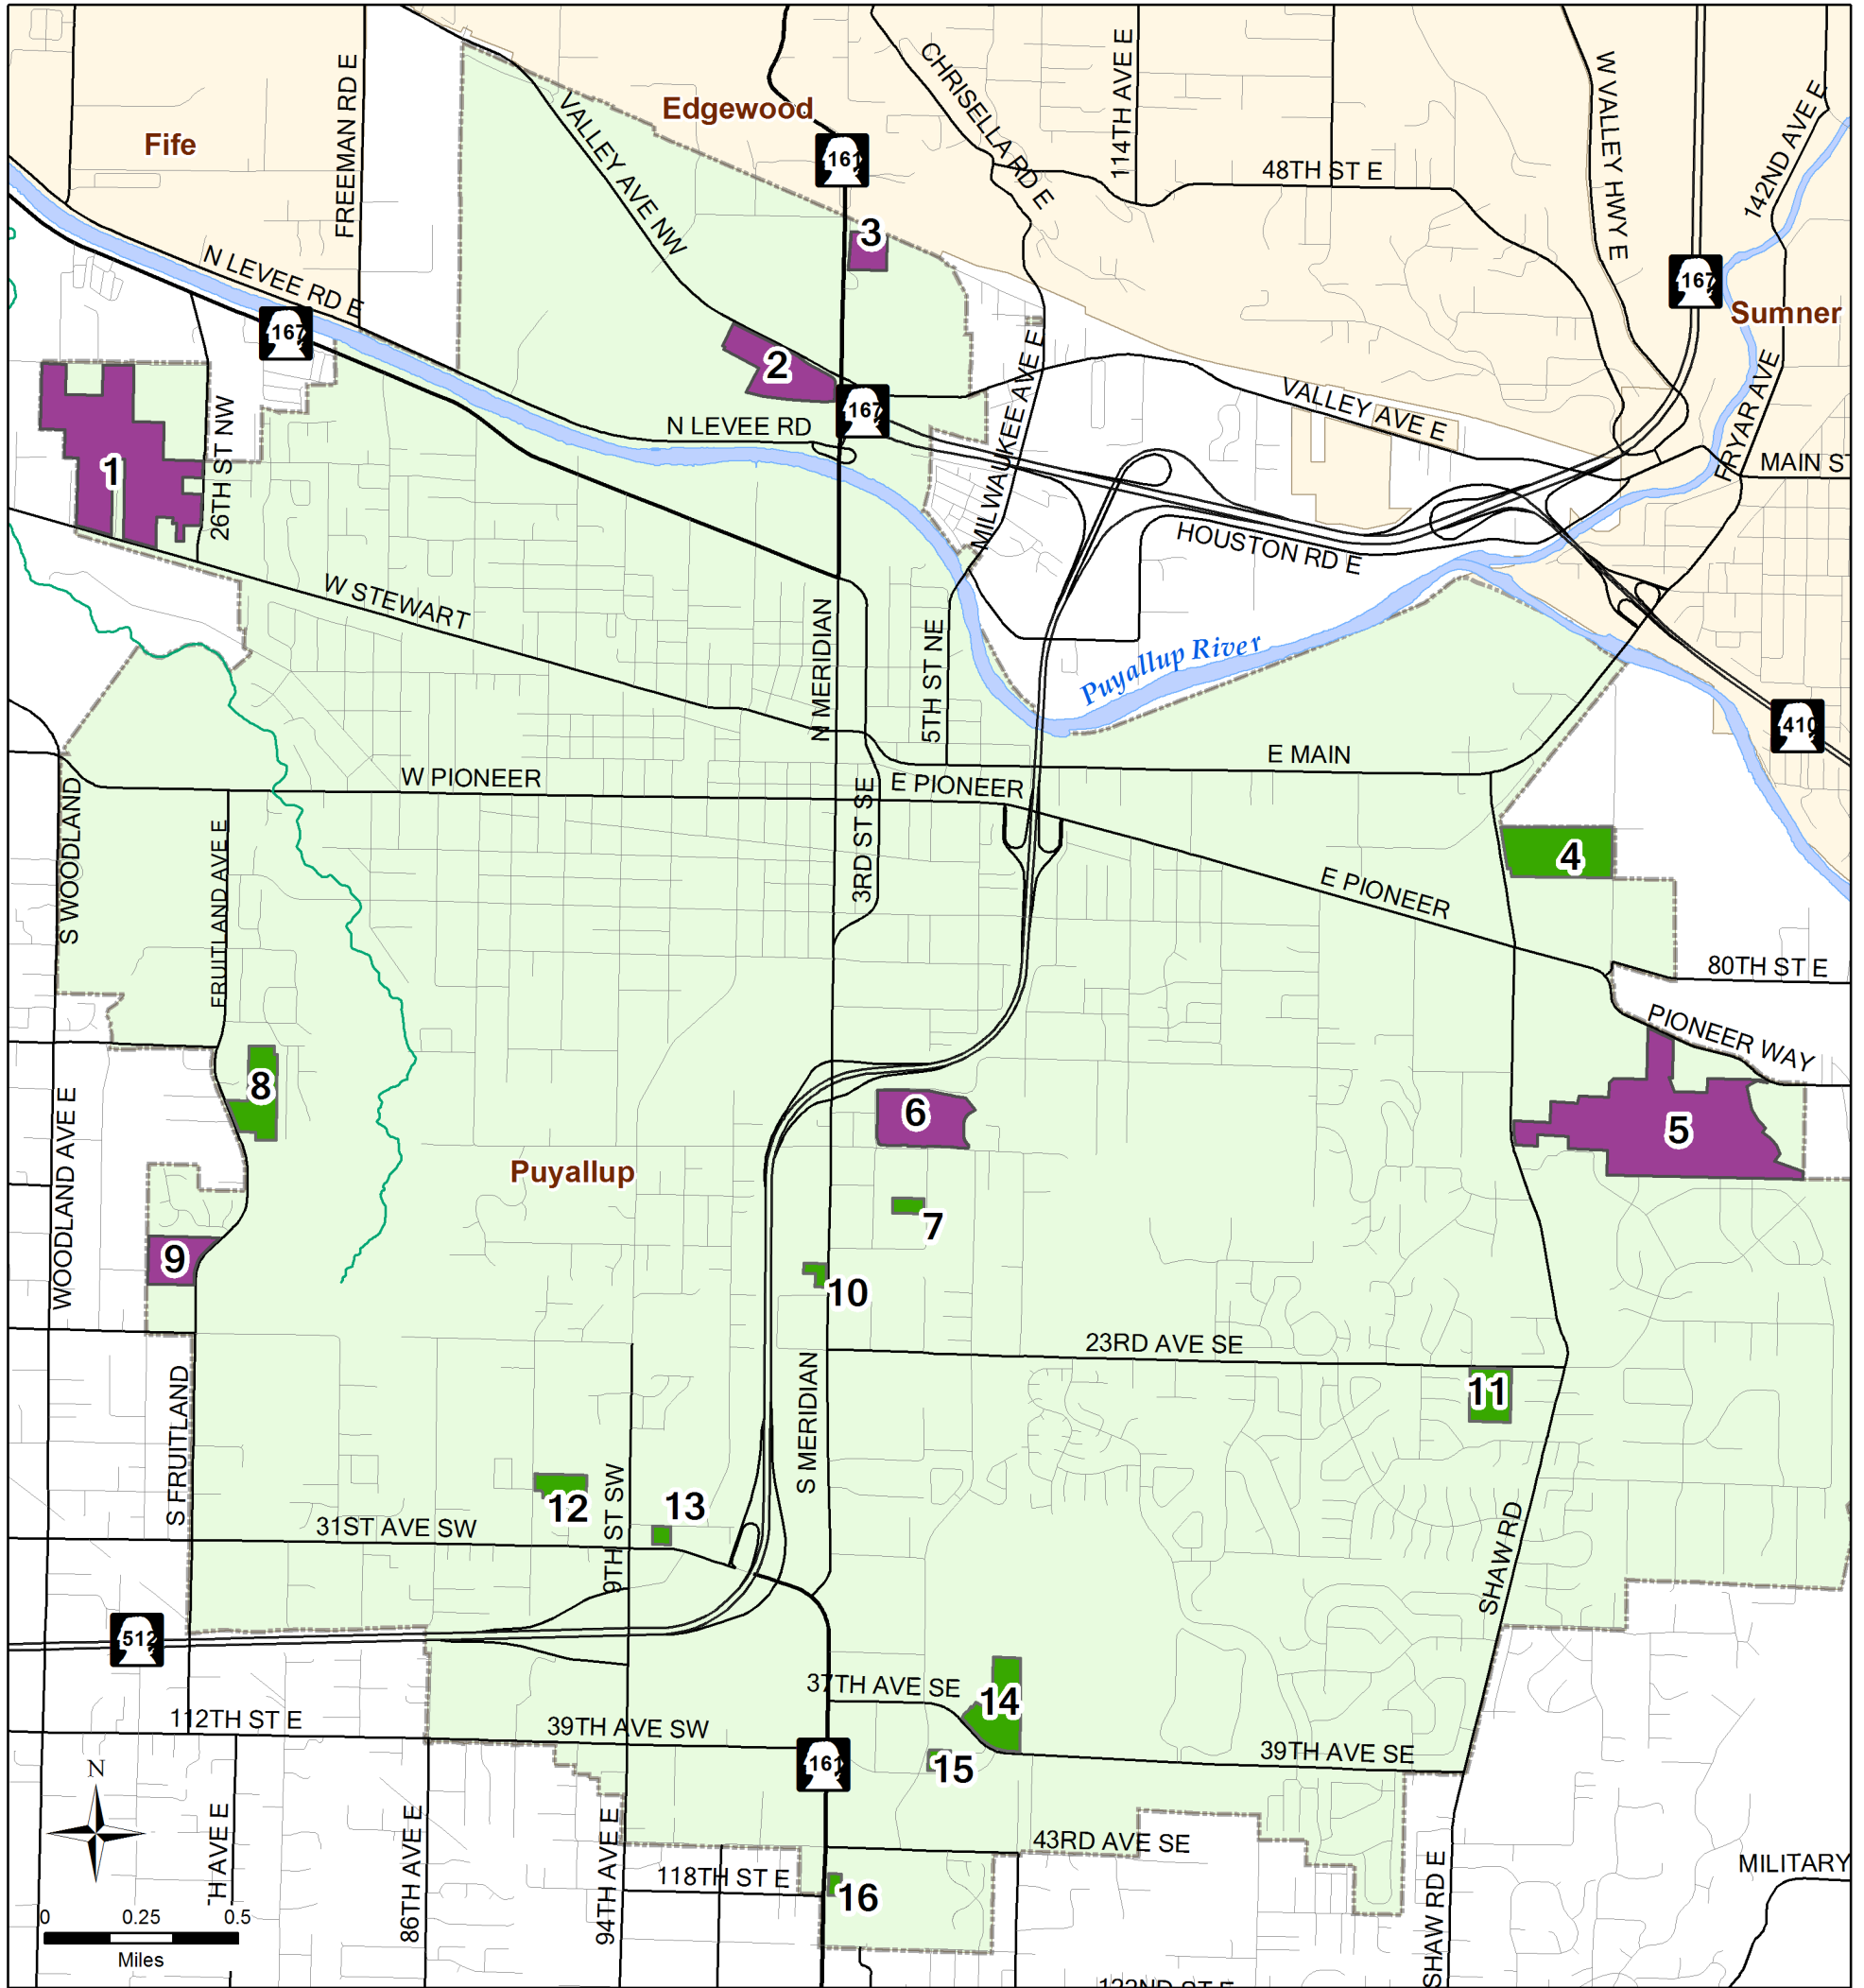 Fife
FREEMAN RD E
Edgewood
161
CHRISELLA RD E
114TH AVE E
48TH ST E
W VALLEY HWY E
142ND AVE E
VALLEY AVE NW
3
167
Sumner
N LEVEE RD E
167
2
167
N LEVEE RD
MILWAUKEE AVE E
VALLEY AVE E
FRYAR AVE
MAIN ST
1
26TH ST NW
HOUSTON RD E
W STEWART
N MERIDIAN
5TH ST NE
Puyallup River
410
E MAIN
W PIONEER
E PIONEER
S WOODLAND
FRUITLAND AVE E
3RD ST SE
4
E PIONEER
80TH ST E
PIONEER WAY
8
6
5
WOODLAND AVE E
Puyallup
7
9
10
23RD AVE SE
S FRUITLAND
S MERIDIAN
11
12
13
31ST AVE SW
9TH ST SW
SHAW RD
512
37TH AVE SE
14
112TH ST E
39TH AVE SW
161
15
39TH AVE SE
N
H AVE E
86TH AVE E
94TH AVE E
43RD AVE SE
118TH ST E
16
SHAW RD E
MILITARY
0 0.25 0.5
Miles